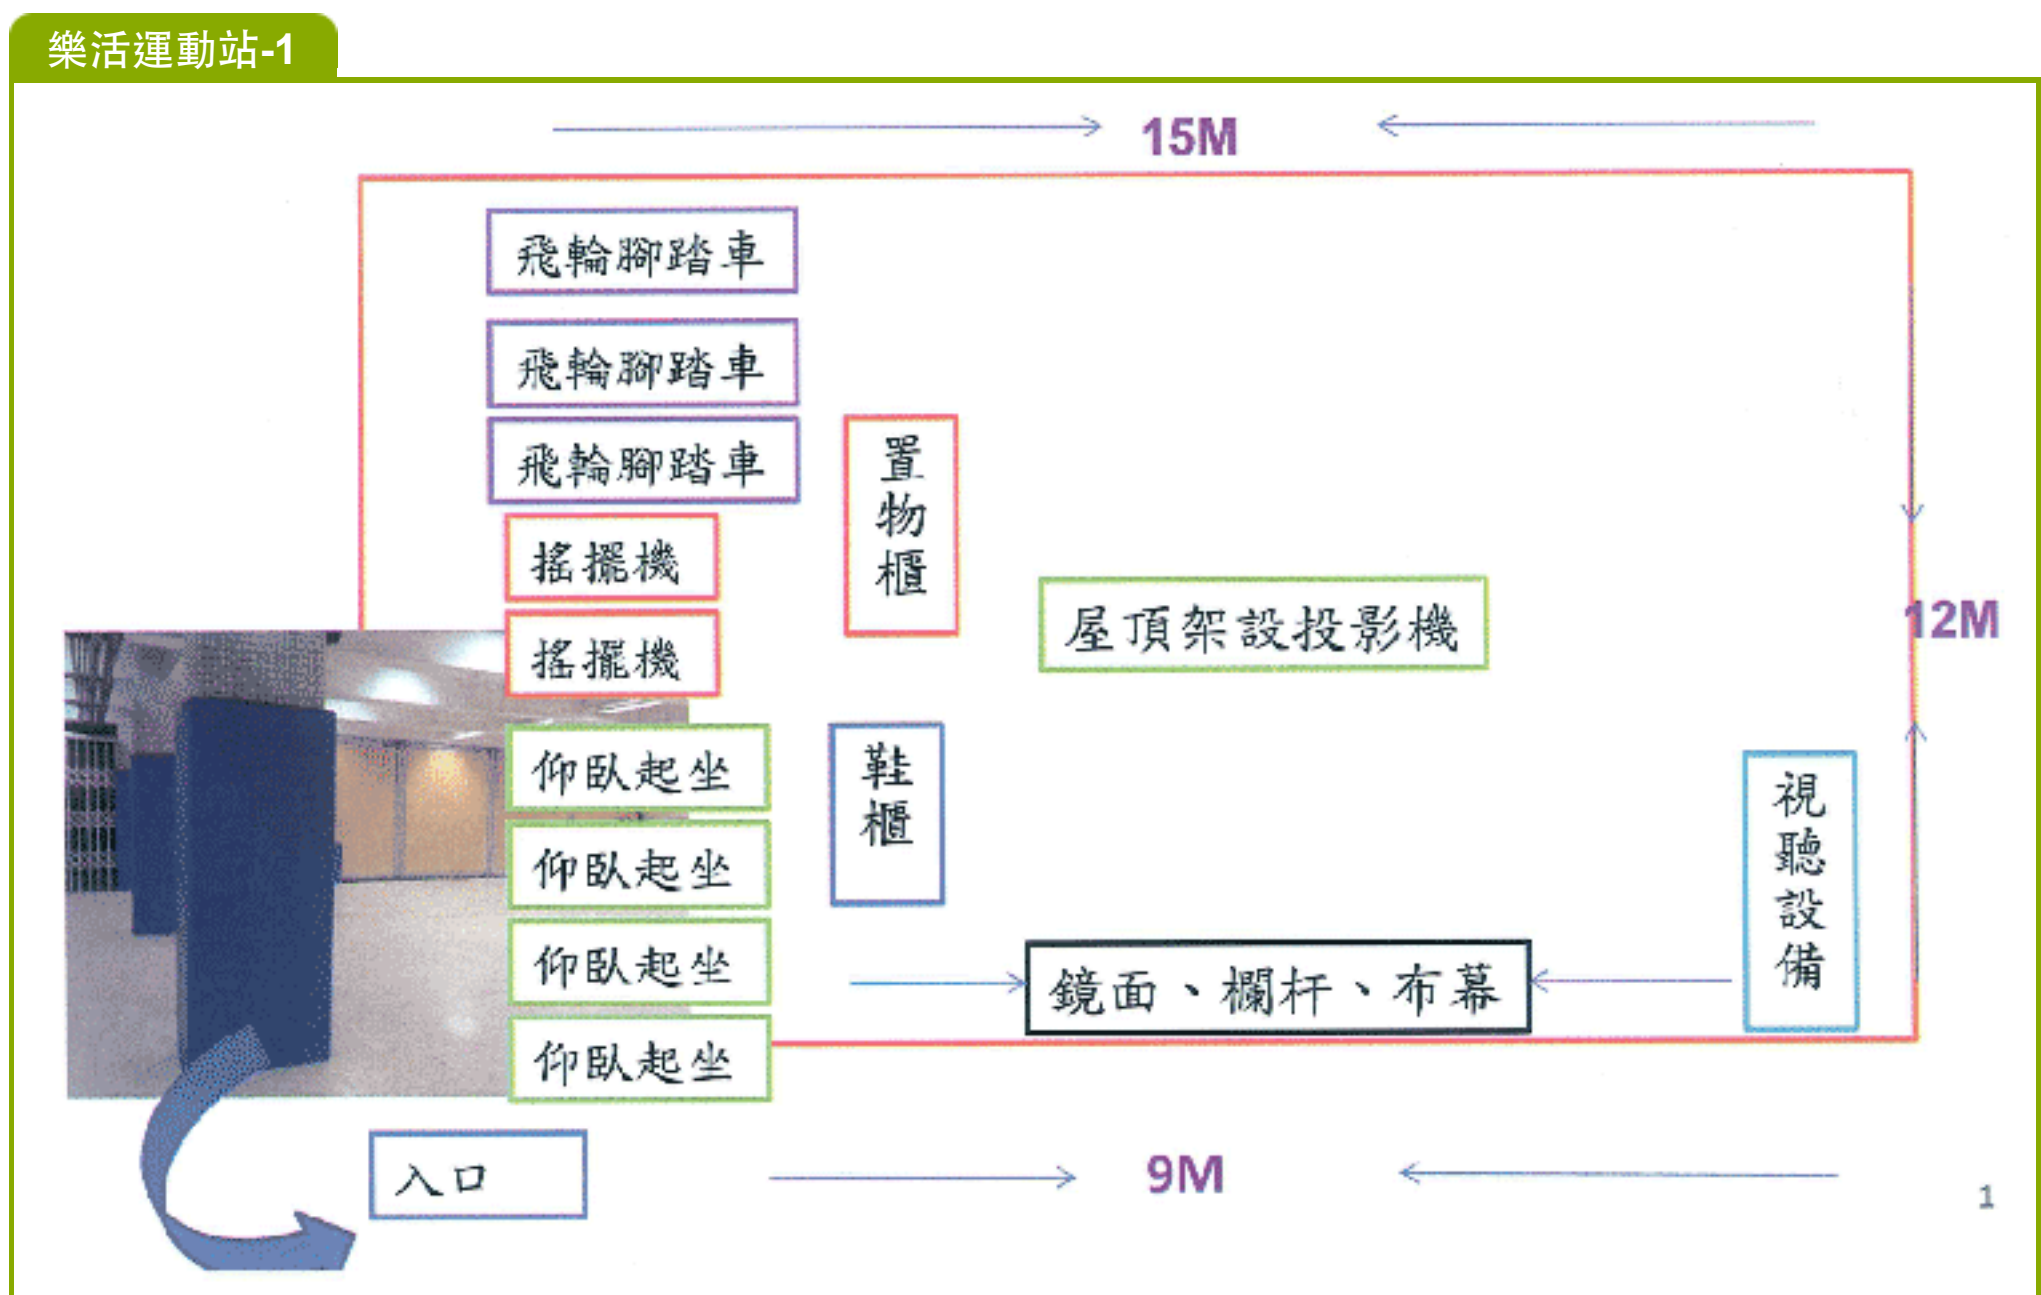 樂活運動站-1
15M
飛輪腳踏車
飛輪腳踏車
飛輪腳踏車
置物櫃
搖擺機
屋頂架設投影機
12M
搖擺機
仰臥起坐
鞋櫃
視聽設備
仰臥起坐
仰臥起坐
鏡面、欄杆、布幕
仰臥起坐
入口
9M
1